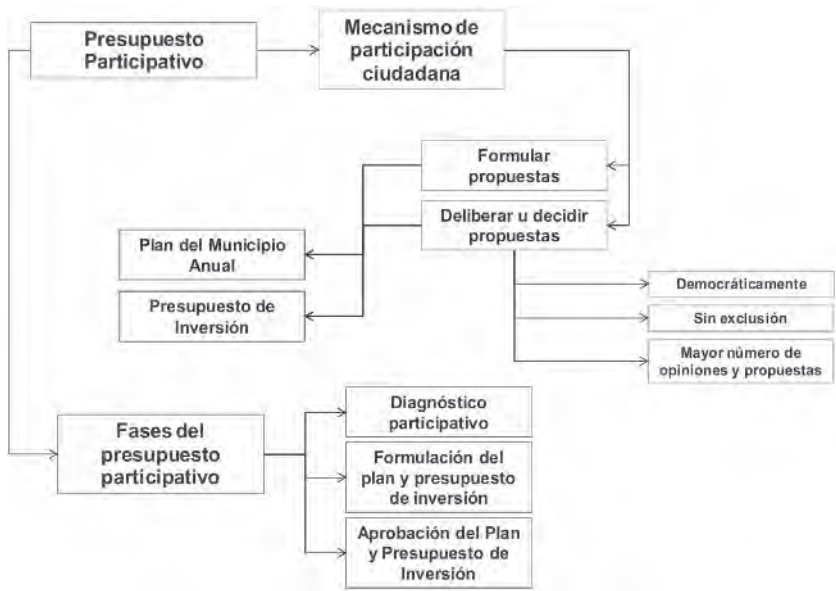 Presupuesto
Participativo
Mecanismo de
participación
ciudadana
Formular
propuestas
Deliberar u decidir
propuestas
Plan del Municipio
Anual
Presupuesto de
Inversión
Democráticamente
Sin exclusión
Mayor número de
opiniones y propuestas
Fases del
presupuesto
participativo
Diagnóstico
participativo
Formulación del
plan y presupuesto
de inversión
Aprobación del Plan
y Presupuesto de
Inversión